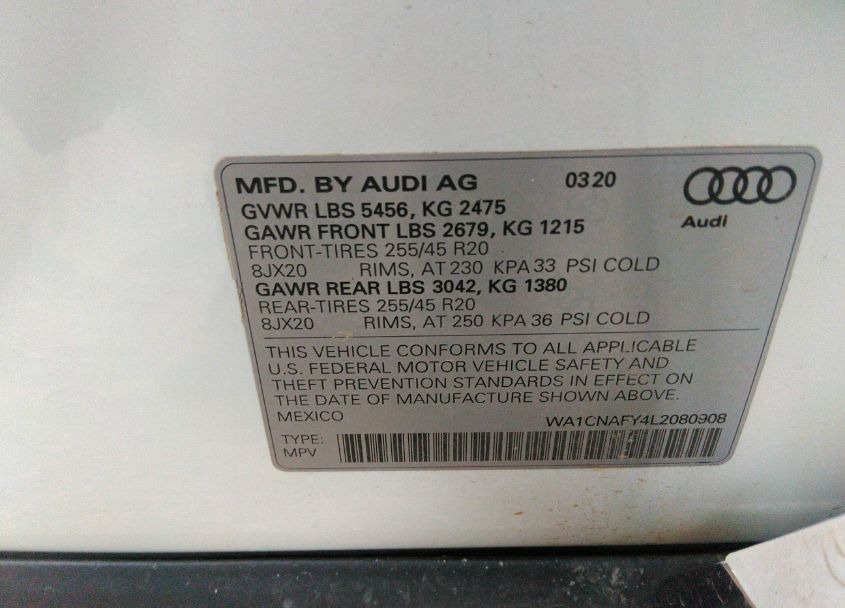 MFD. BY AUDI AG 0320
GVWR LBS 5456, KG 2475
GAWR FRONT LBS 2679, KG 1215
Audi
FRONT-TIRES 255/45 R20
8JX20 RIMS, AT 230 KPA 33 PSI COLD
GAWR REAR LBS 3042, KG 1380
REAR-TIRES 255/45 R20
8JX20 RIMS, AT 250 KPA 36 PSI COLD
THIS VEHICLE CONFORMS TO ALL APPLICABLE
U.S. FEDERAL MOTOR VEHICLE SAFETY AND
THEFT PREVENTION STANDARDS IN EFFECT ON
THE DATE OF MANUFACTURE SHOWN ABOVE.
MEXICO
WA1CNAFY4L2080908
TYPE:
MPV